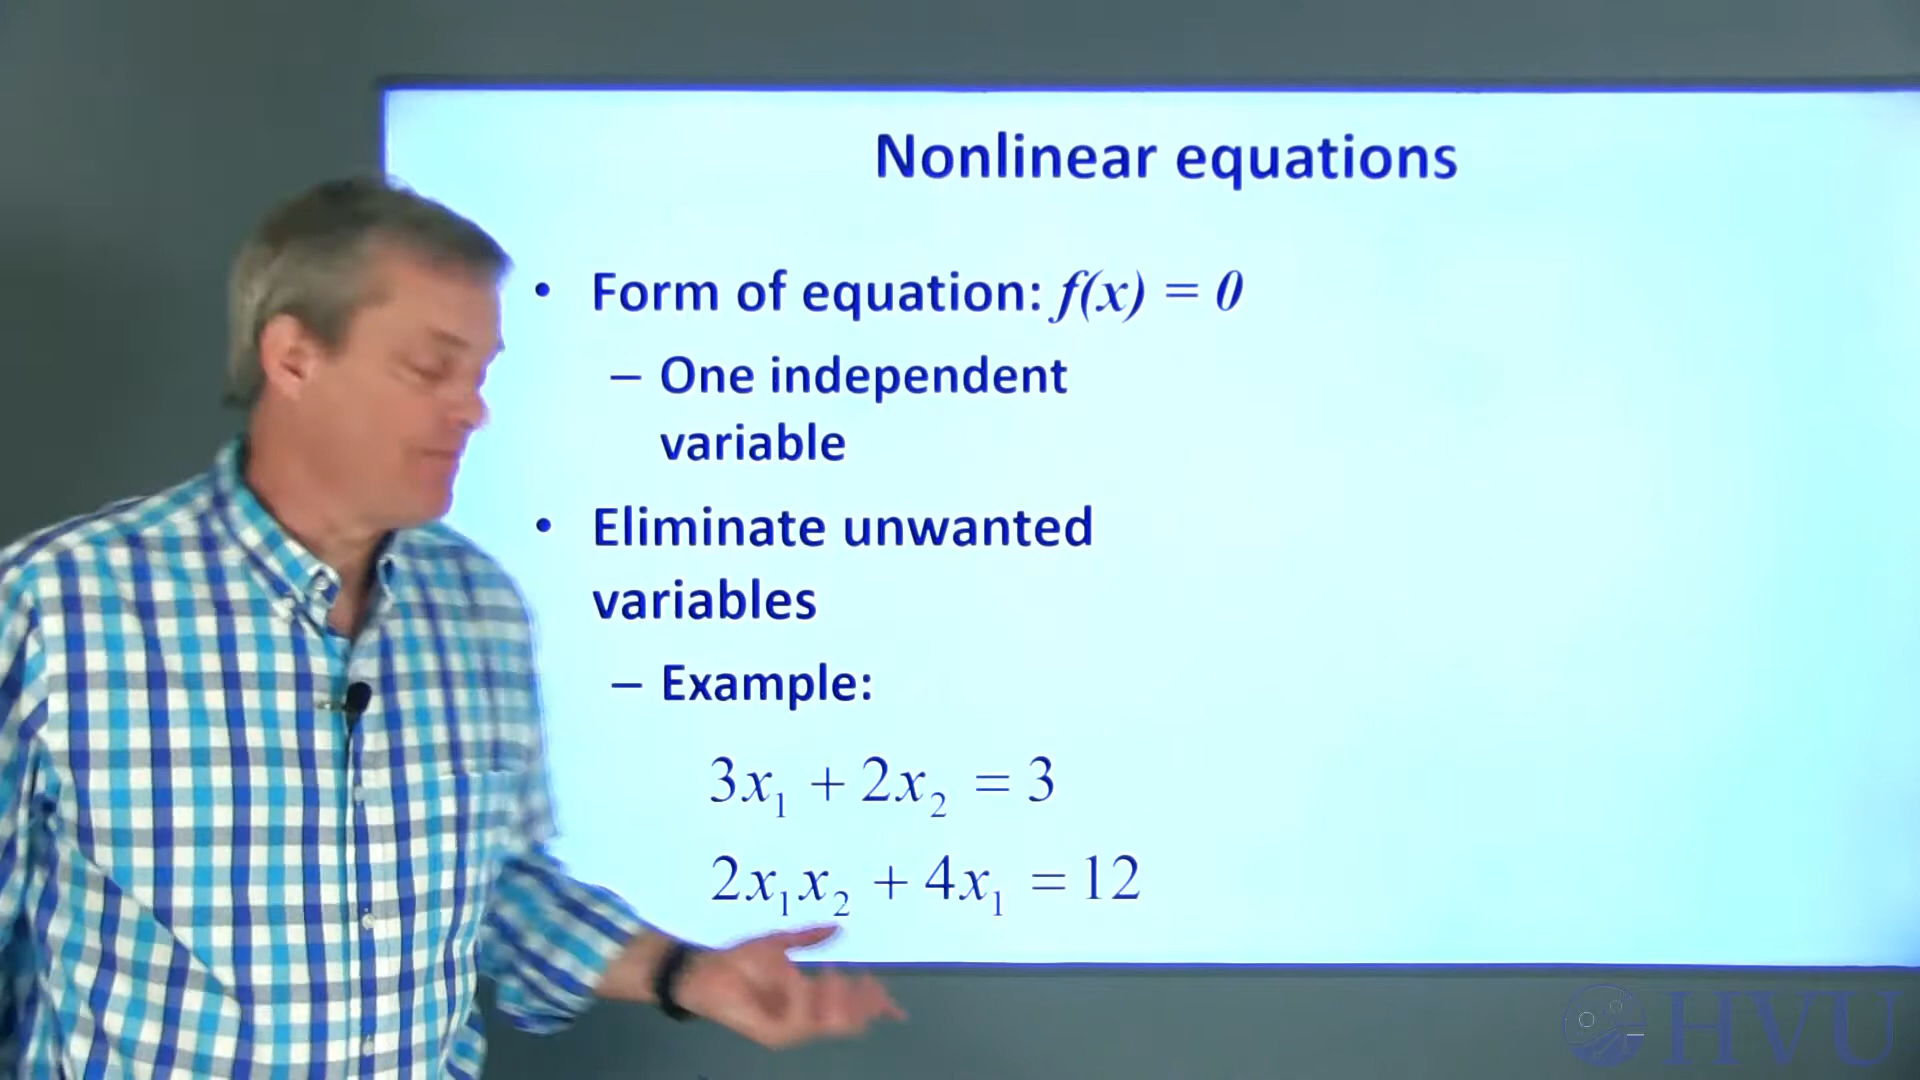 Nonlinear equations
• Form of equation: f(x) = 0
– One independent
variable
• Eliminate unwanted
variables
– Example:
3x₁ + 2x₂ = 3
2x₁x₂ + 4x₁ = 12
HVU